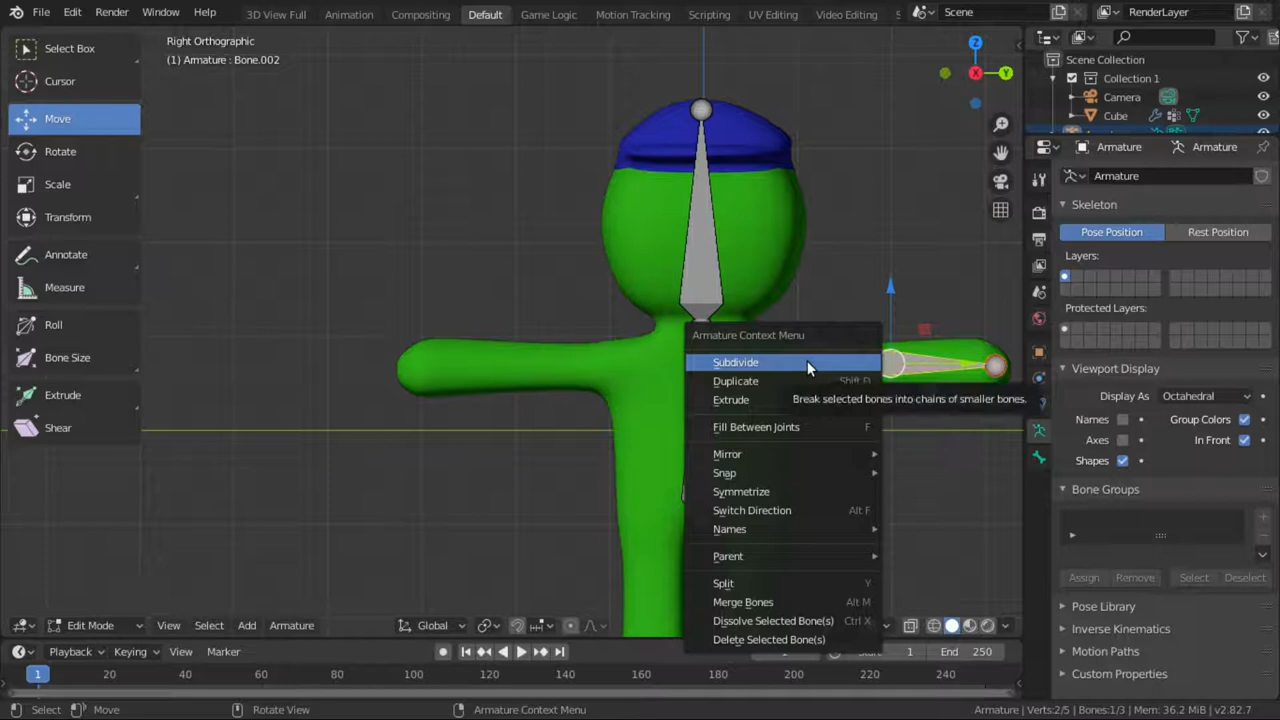 File Edit Render Window Help 3D View Full Animation Compositing Default Game Logic Motion Tracking Scripting UV Editing Video Editing S Scene RenderLayer
Right Orthographic
(1) Armature : Bone.002
Select Box
Cursor
Move
Rotate
Scale
Transform
Annotate
Measure
Roll
Bone Size
Extrude
Shear
Z
X
Y
Armature Context Menu
Subdivide
Duplicate Shift D
Extrude
Break selected bones into chains of smaller bones.
Fill Between Joints F
Mirror
Snap
Symmetrize
Switch Direction Alt F
Names
Parent
Split Y
Merge Bones Alt M
Dissolve Selected Bone(s) Ctrl X
Delete Selected Bone(s)
Scene Collection
Collection 1
Camera
Cube
Armature Armature
Armature
Skeleton
Pose Position Rest Position
Layers:
Protected Layers:
Viewport Display
Display As Octahedral
Names Group Colors
Axes In Front
Shapes
Bone Groups
Assign Remove Select Deselect
Pose Library
Inverse Kinematics
Motion Paths
Custom Properties
Edit Mode View Select Add Armature Global
Playback Keying View Marker 1 Start 1 End 250
1 20 40 60 80 100 120 140 160 180 200 220 240
Select Move Rotate View Armature Context Menu Armature | Verts:2/5 | Bones:1/3 | Mem: 36.2 MiB | v2.82.7